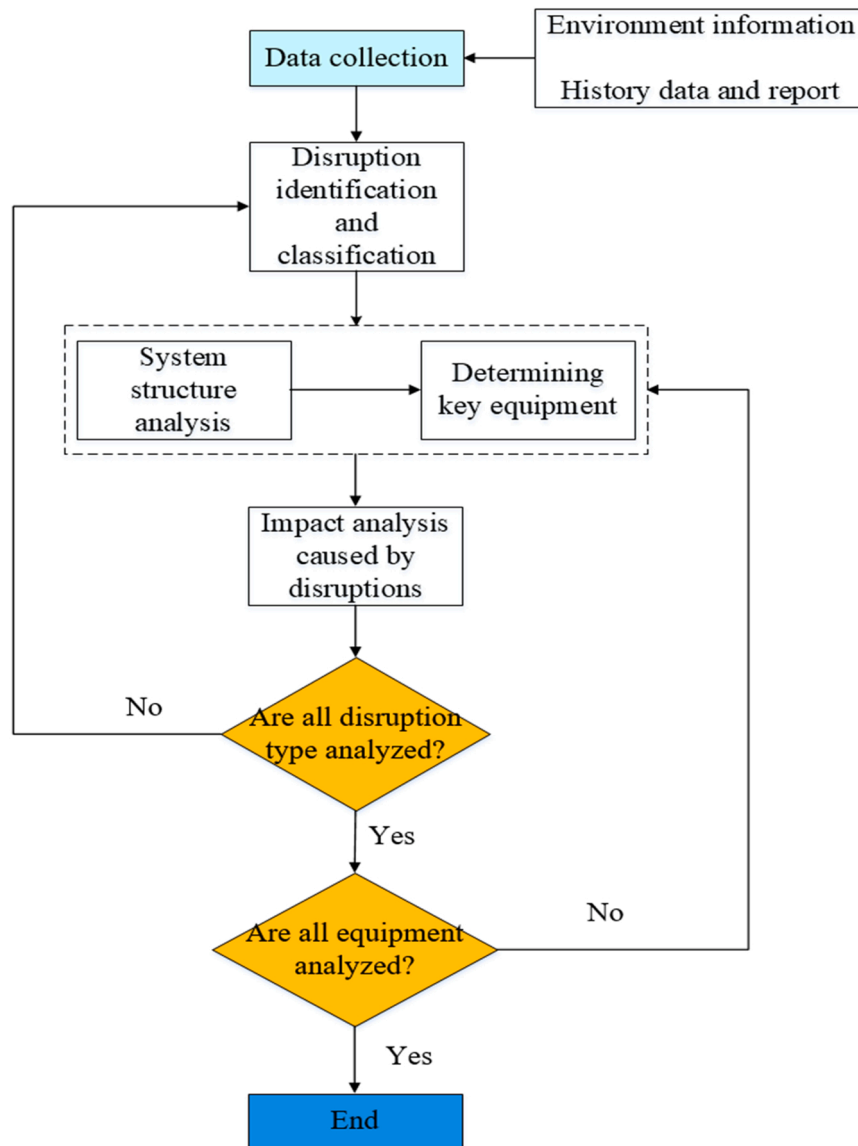 Environment information
Data collection
History data and report
Disruption
identification
and
classification
System
structure
analysis
Determining
key equipment
Impact analysis
caused by
disruptions
No
Are all disruption
type analyzed?
Yes
No
Are all equipment
analyzed?
Yes
End